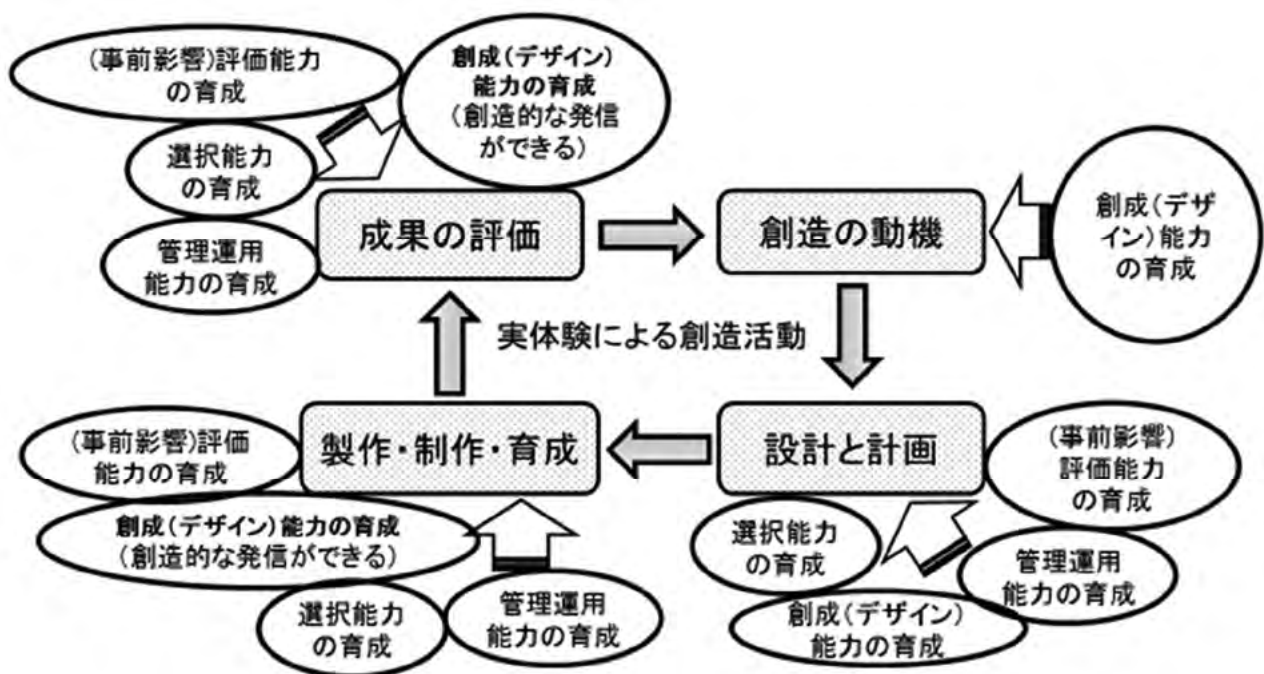 (事前影響)評価能力
の育成
創成(デザイン)
能力の育成
(創造的な発信
ができる)
選択能力
の育成
管理運用
能力の育成
成果の評価
創造の動機
創成(デザ
イン)能力
の育成
実体験による創造活動
製作・制作・育成
設計と計画
(事前影響)評価
能力の育成
創成(デザイン)能力の育成
(創造的な発信ができる)
選択能力
の育成
管理運用
能力の育成
(事前影響)
評価能力
の育成
選択能力
の育成
管理運用
能力の育成
創成(デザイン)
能力の育成